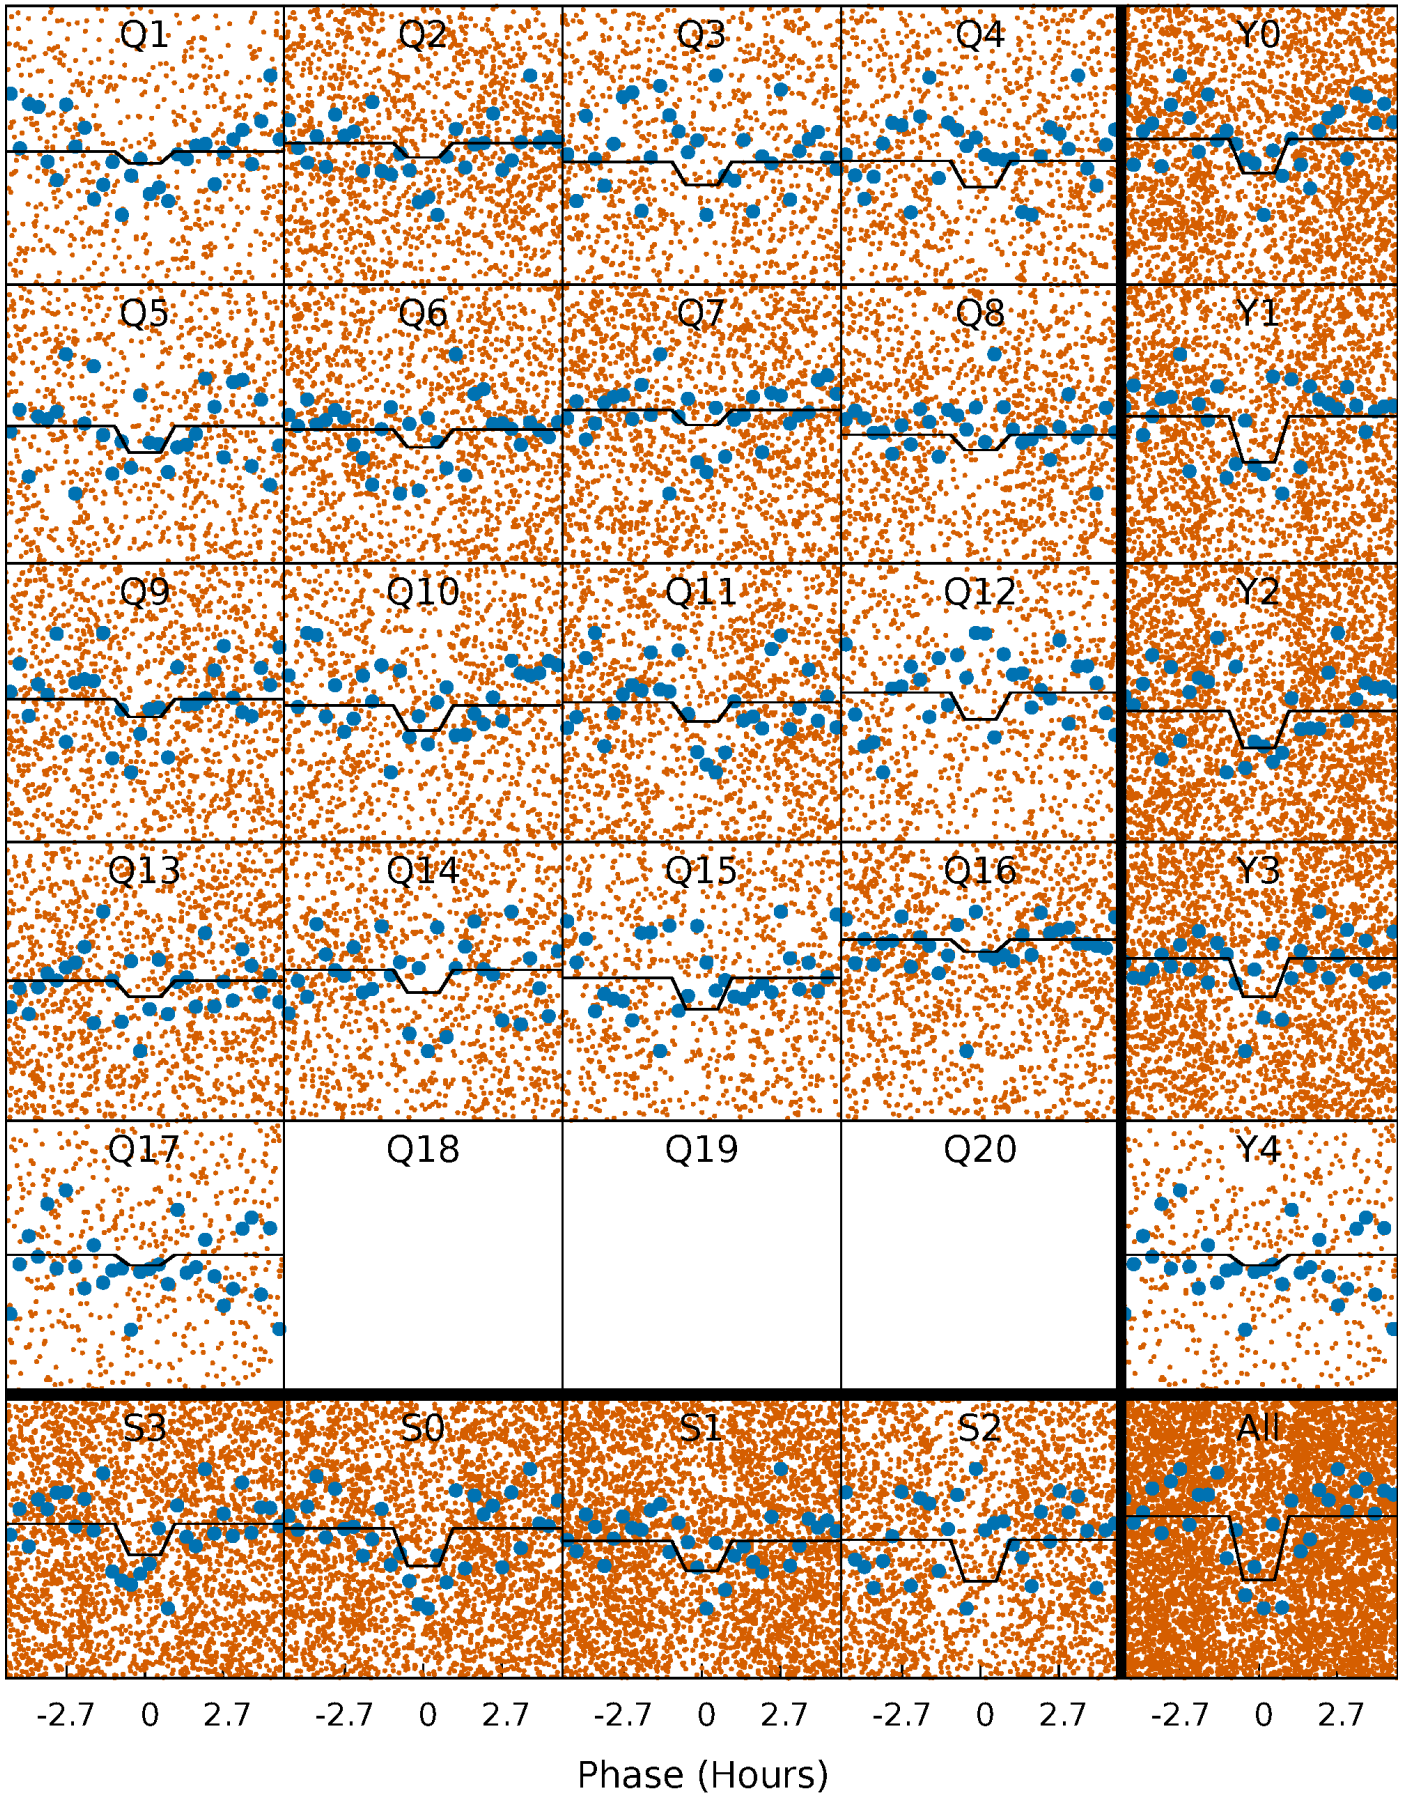 Q1 Q2 Q3 Q4 Y0
Q5 Q6 Q7 Q8 Y1
Q9 Q10 Q11 Q12 Y2
Q13 Q14 Q15 Q16 Y3
Q17 Q18 Q19 Q20 Y4
S3 S0 S1 S2 All
-2.7 0 2.7 -2.7 0 2.7 -2.7 0 2.7 -2.7 0 2.7 -2.7 0 2.7
Phase (Hours)